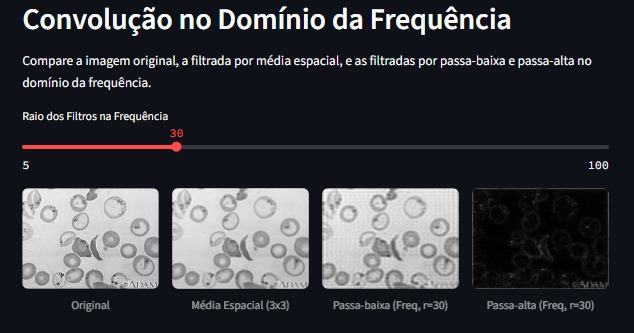 Convolução no Domínio da Frequência
Compare a imagem original, a filtrada por média espacial, e as filtradas por passa-baixa e passa-alta no
domínio da frequência.
Raio dos Filtros na Frequência
30
5
100
ADAM
ADAM
ADAM
ADAM
Original
Média Espacial (3x3)
Passa-baixa (Freq, r=30)
Passa-alta (Freq, r=30)